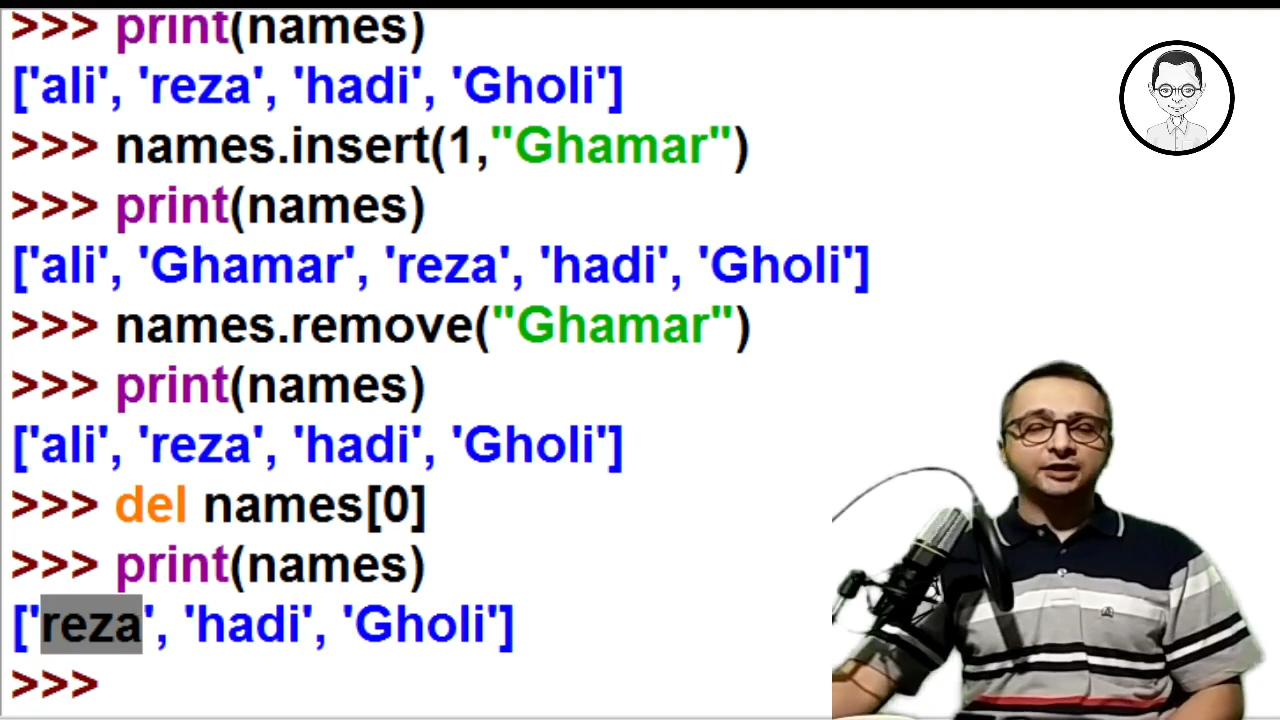 >>> print(names)
['ali', 'reza', 'hadi', 'Gholi']
>>> names.insert(1,"Ghamar")
>>> print(names)
['ali', 'Ghamar', 'reza', 'hadi', 'Gholi']
>>> names.remove("Ghamar")
>>> print(names)
['ali', 'reza', 'hadi', 'Gholi']
>>> del names[0]
>>> print(names)
['reza', 'hadi', 'Gholi']
>>>